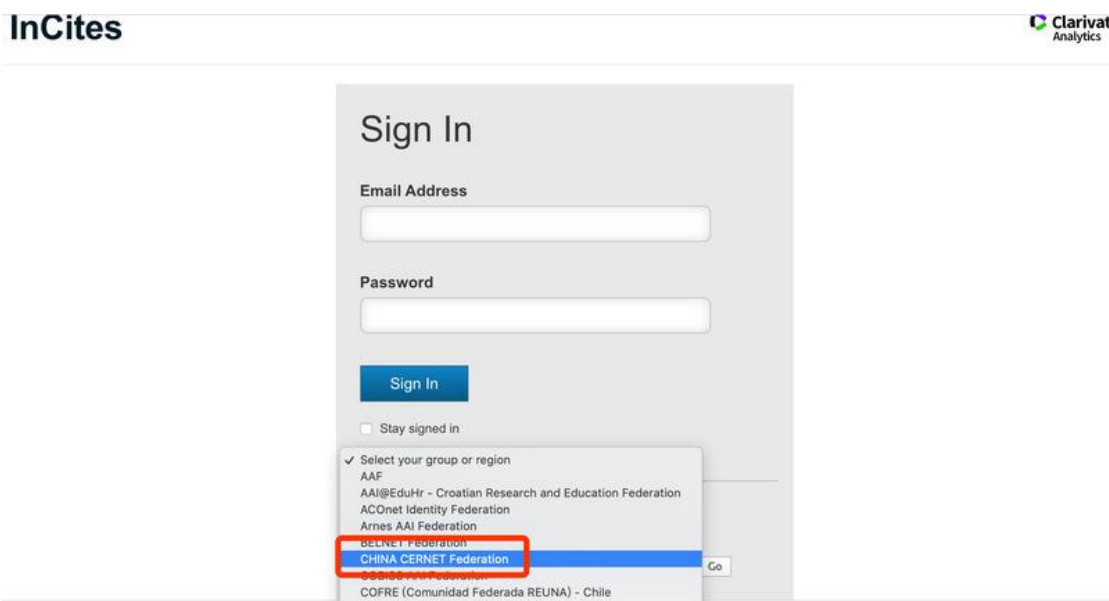 InCites
Clarivat
Analytics
Sign In
Email Address
Password
Sign In
Stay signed in
✓ Select your group or region
AAF
AAI@EduHr - Croatian Research and Education Federation
ACOnet Identity Federation
Arnes AAI Federation
BELNET Federation
CHINA CERNET Federation
AAI Federation
COFRE (Comunidad Federada REUNA) - Chile
Go